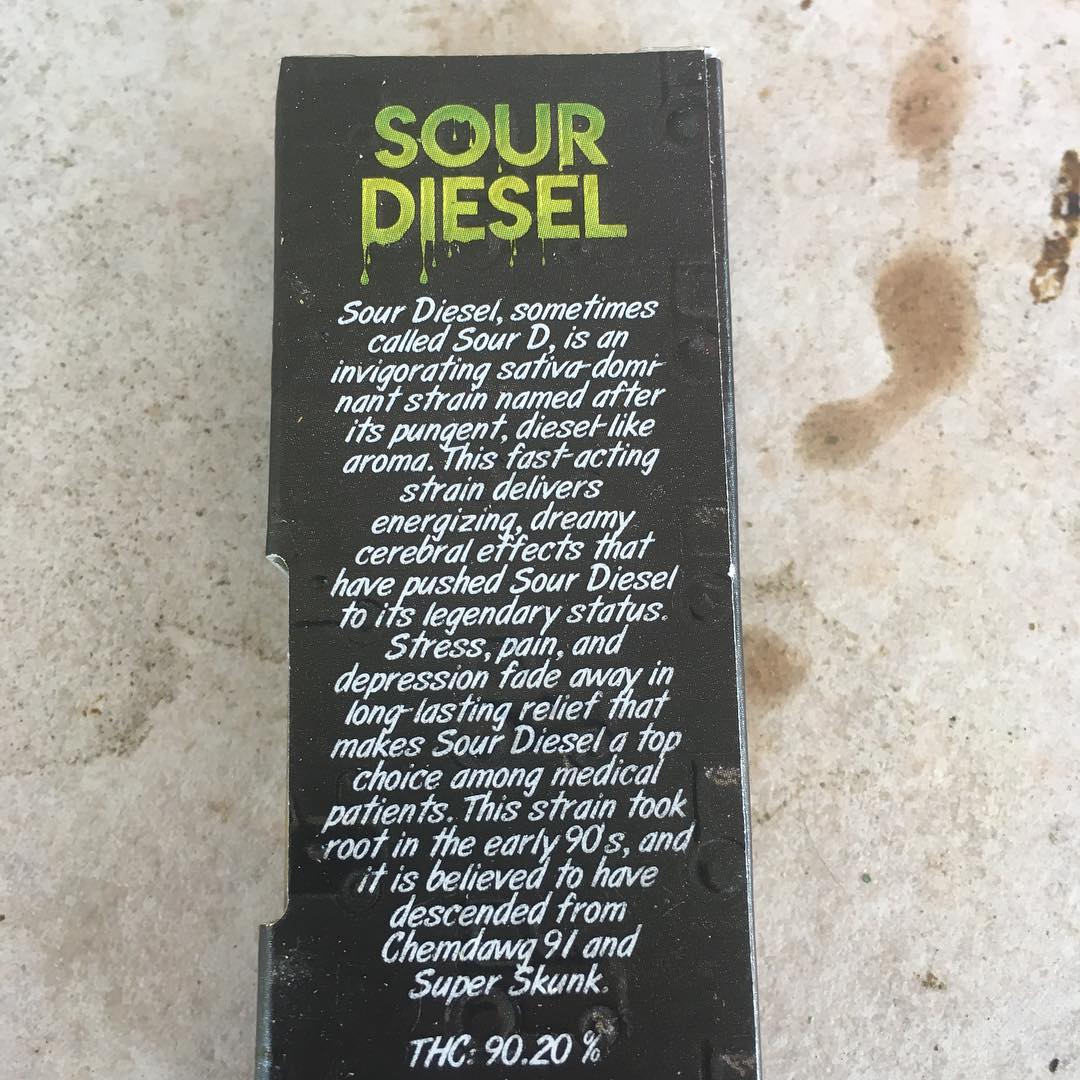 SOUR
DIESEL
Sour Diesel, sometimes
called Sour D, is an
invigorating sativa-domi-
nant strain named after
its pungent, diesel-like
aroma. This fast-acting
strain delivers
energizing, dreamy
cerebral effects that
have pushed Sour Diesel
to its legendary status.
Stress, pain, and
depression fade away in
long-lasting relief that
makes Sour Diesel a top
choice among medical
patients. This strain took
root in the early 90's, and
it is believed to have
descended from
Chemdawg 91 and
Super Skunk.
THC: 90.20 %